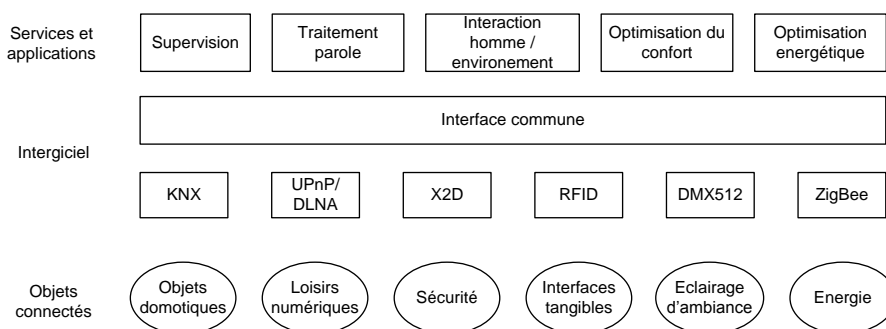 Services et
applications
Supervision
Traitement
parole
Interaction
homme /
environement
Optimisation du
confort
Optimisation
energétique
Intergiciel
Interface commune
KNX
UPnP/
DLNA
X2D
RFID
DMX512
ZigBee
Objets
connectés
Objets
domotiques
Loisirs
numériques
Sécurité
Interfaces
tangibles
Eclairage
d'ambiance
Energie